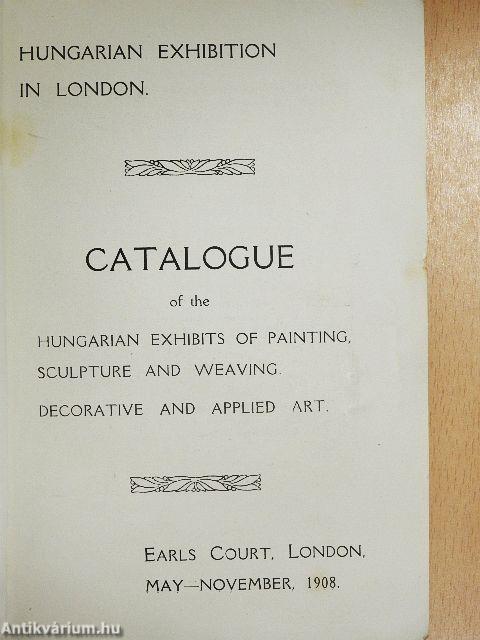 HUNGARIAN EXHIBITION
IN LONDON.
CATALOGUE
of the
HUNGARIAN EXHIBITS OF PAINTING,
SCULPTURE AND WEAVING.
DECORATIVE AND APPLIED ART.
EARLS COURT, LONDON,
MAY—NOVEMBER, 1908.
Antikvárium.hu